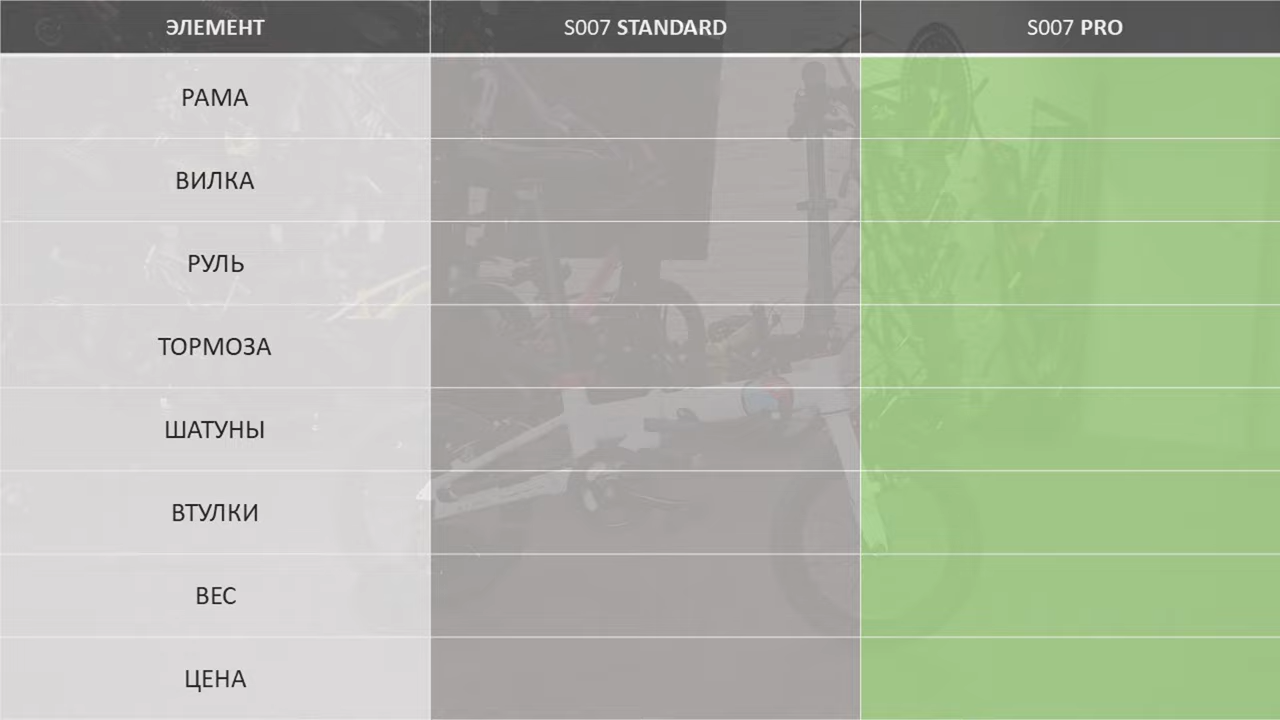 ЭЛЕМЕНТ S007 STANDARD S007 PRO
РАМА
ВИЛКА
РУЛЬ
ТОРМОЗА
ШАТУНЫ
ВТУЛКИ
ВЕС
ЦЕНА